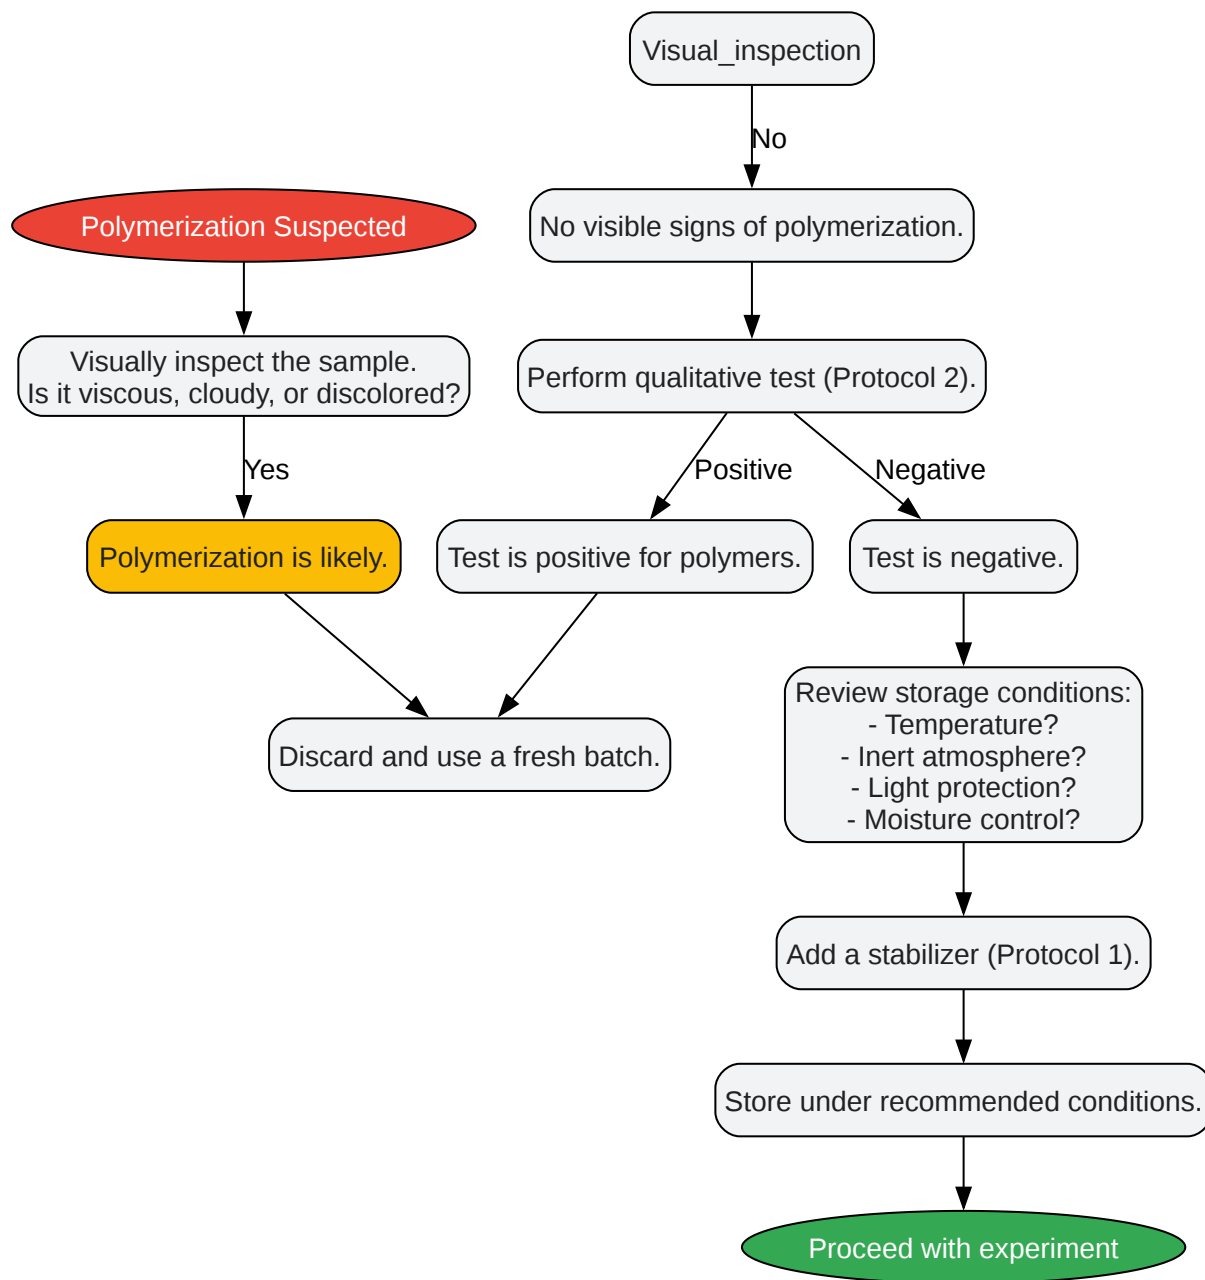 Visual_inspection
No
Polymerization Suspected
No visible signs of polymerization.
Visually inspect the sample.
Is it viscous, cloudy, or discolored?
Perform qualitative test (Protocol 2).
Yes
Positive
Negative
Polymerization is likely.
Test is positive for polymers.
Test is negative.
Discard and use a fresh batch.
Review storage conditions:
- Temperature?
- Inert atmosphere?
- Light protection?
- Moisture control?
Add a stabilizer (Protocol 1).
Store under recommended conditions.
Proceed with experiment